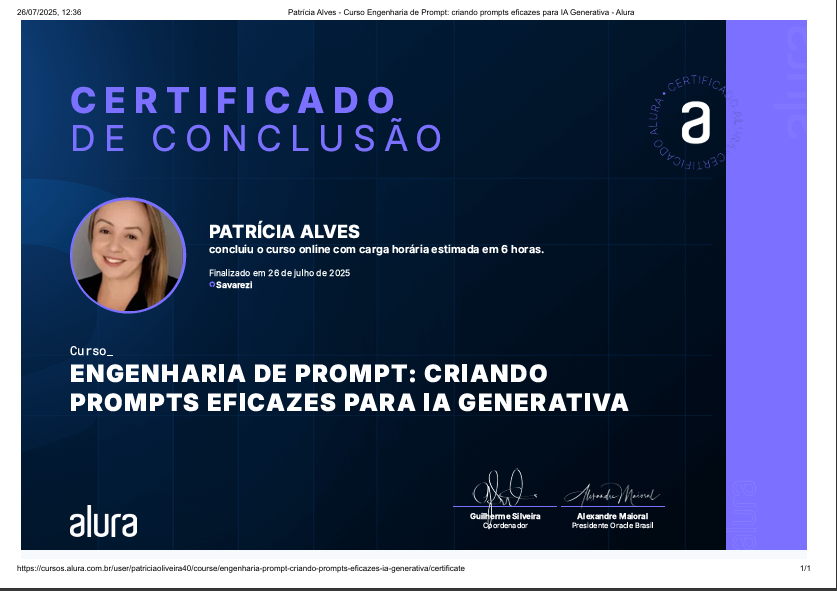 26/07/2025, 12:36
Patrícia Alves - Curso Engenharia de Prompt: criando prompts eficazes para IA Generativa - Alura
CERTIFICADO
DE CONCLUSÃO
CERTIFICADO ALURA • CERTIFICADO ALURA
a
alura
PATRÍCIA ALVES
concluiu o curso online com carga horária estimada em 6 horas.
Finalizado em 26 de julho de 2025
Savarezi
Curso_
ENGENHARIA DE PROMPT: CRIANDO
PROMPTS EFICAZES PARA IA GENERATIVA
Alexandre Maioral
Guilherme Silveira
Coordenador
Alexandre Maioral
Presidente Oracle Brasil
alura
alura
https://cursos.alura.com.br/user/patriciaoliveira40/course/engenharia-prompt-criando-prompts-eficazes-ia-generativa/certificate
1/1